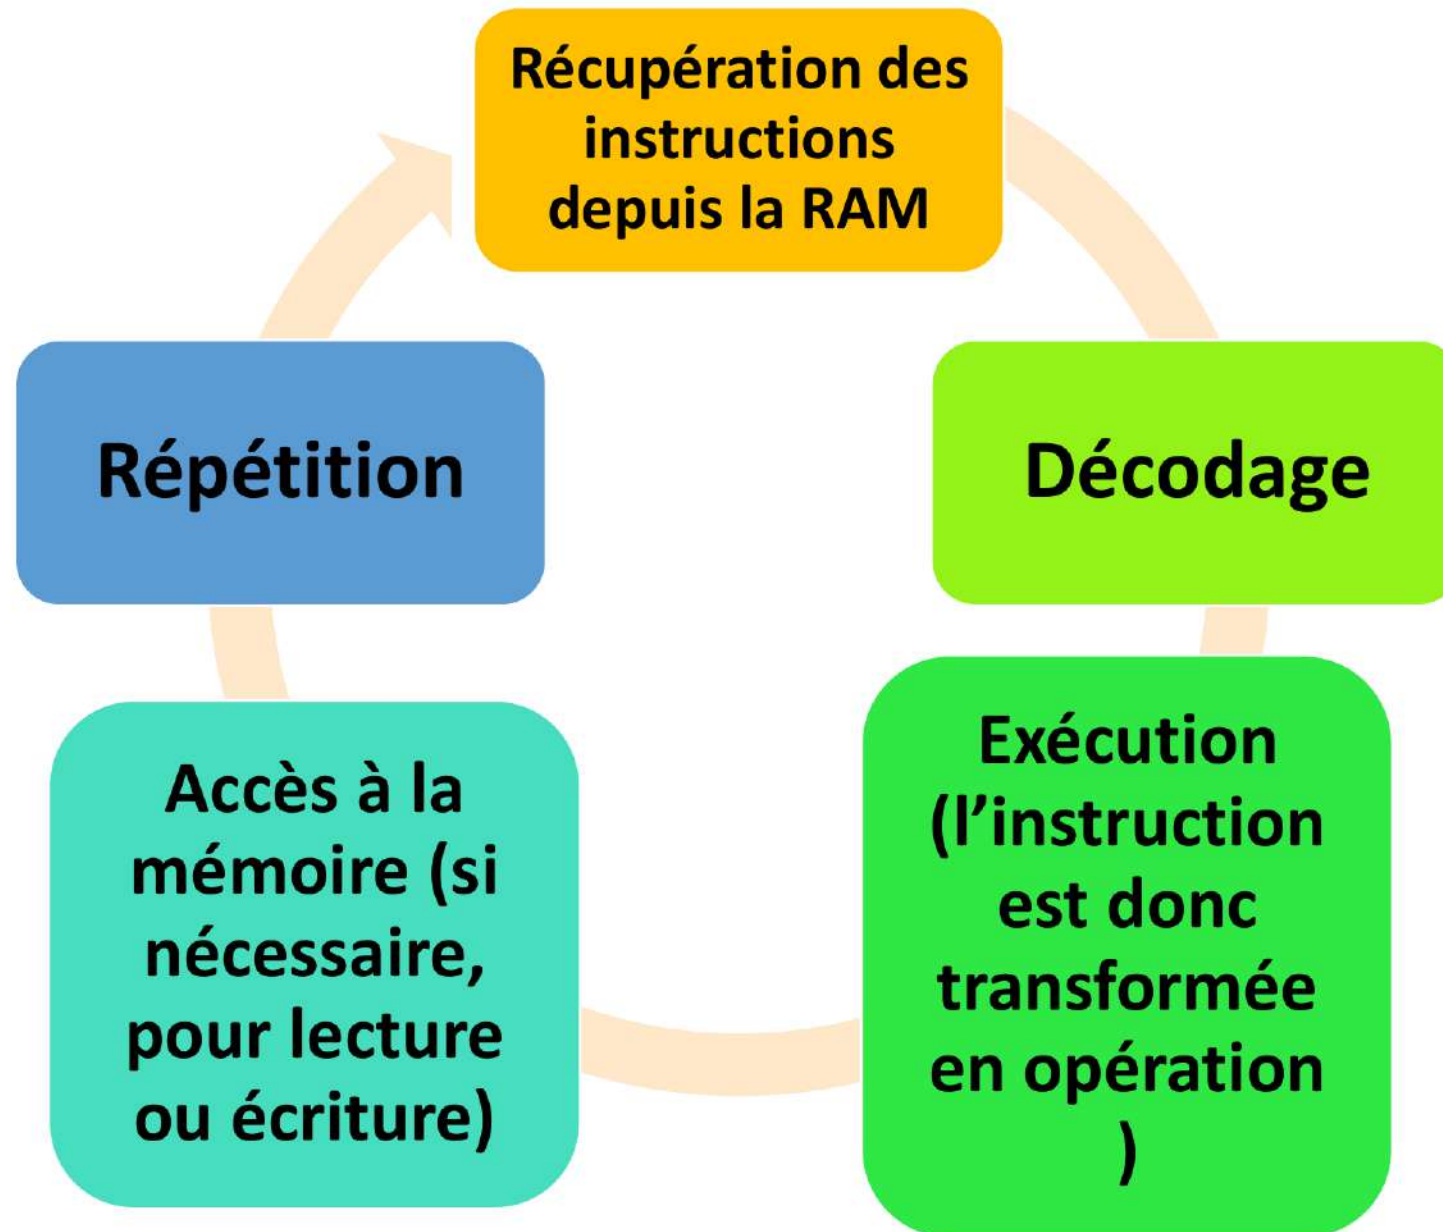 Récupération des
instructions
depuis la RAM
Décodage
Exécution
(l’instruction
est donc
transformée
en opération
)
Accès à la
mémoire (si
nécessaire,
pour lecture
ou écriture)
Répétition